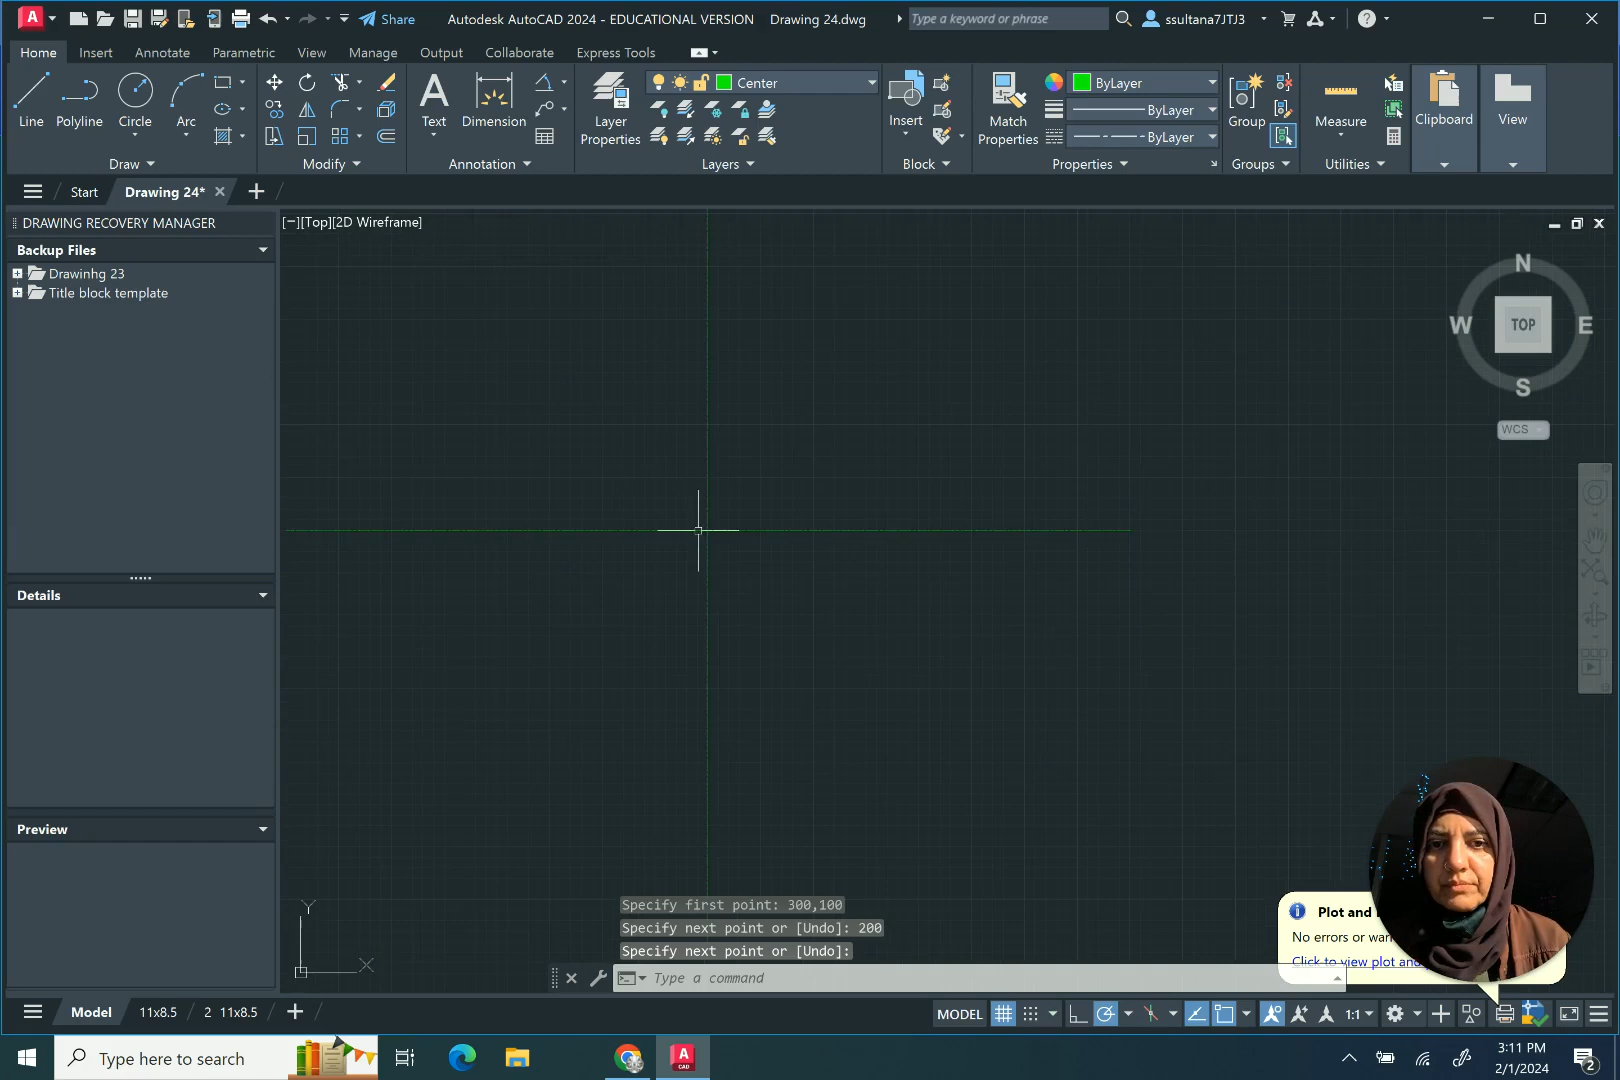 A Share Autodesk AutoCAD 2024 - EDUCATIONAL VERSION Drawing 24.dwg Type a keyword or phrase ssultana7JTJ3
Home Insert Annotate Parametric View Manage Output Collaborate Express Tools
Center ByLayer
ByLayer
ByLayer
Line Polyline Circle Arc Text Dimension Layer Properties Insert Match Properties Group Measure Clipboard View
Draw Modify Annotation Layers Block Properties Groups Utilities
Start Drawing 24* +
DRAWING RECOVERY MANAGER
[−][Top][2D Wireframe]
Backup Files
Drawinhg 23
Title block template
N
W TOP E
S
WCS
Details
Preview
Y
X
Specify first point: 300,100
Specify next point or [Undo]: 200
Specify next point or [Undo]:
Type a command
Plot and
No errors or
Click to view plot and
Model 11x8.5 2 11x8.5 +
MODEL 1:1
Type here to search
A CAD
3:11 PM
2/1/2024
2